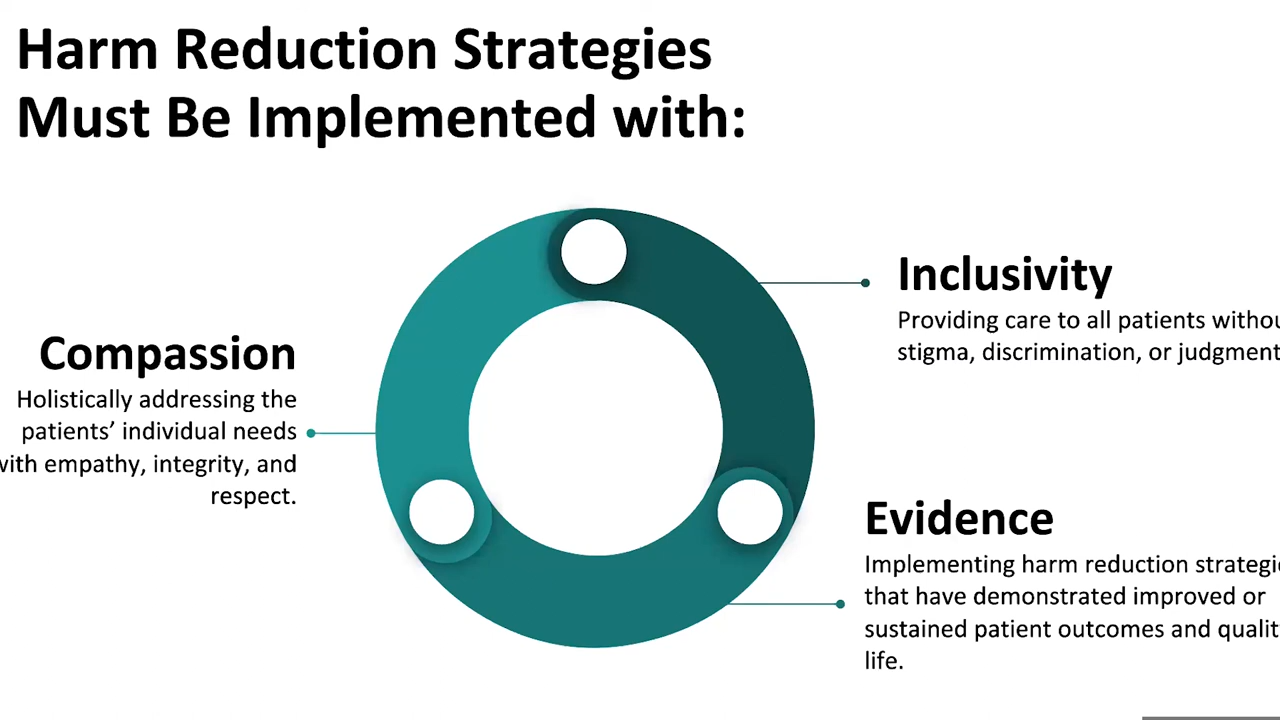 Harm Reduction Strategies
Must Be Implemented with:
Inclusivity
Providing care to all patients withou
stigma, discrimination, or judgment
Compassion
Holistically addressing the
patients’ individual needs
with empathy, integrity, and
respect.
Evidence
Implementing harm reduction strategie
that have demonstrated improved or
sustained patient outcomes and qualit
life.